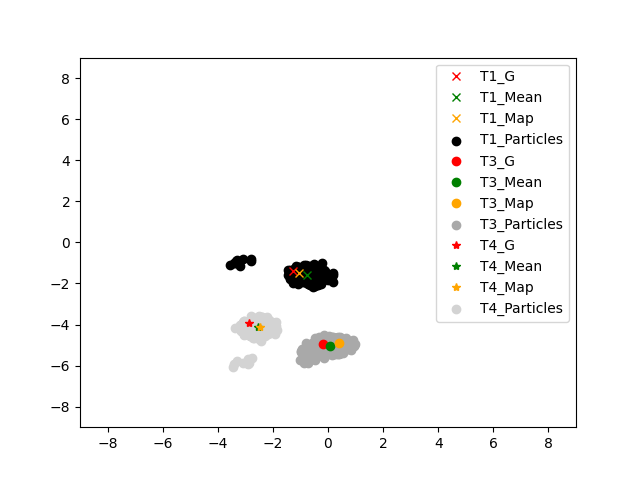 8
6
4
2
0
−2
−4
−6
−8
−8
−6
−4
−2
0
2
4
6
8
T1_G
T1_Mean
T1_Map
T1_Particles
T3_G
T3_Mean
T3_Map
T3_Particles
T4_G
T4_Mean
T4_Map
T4_Particles